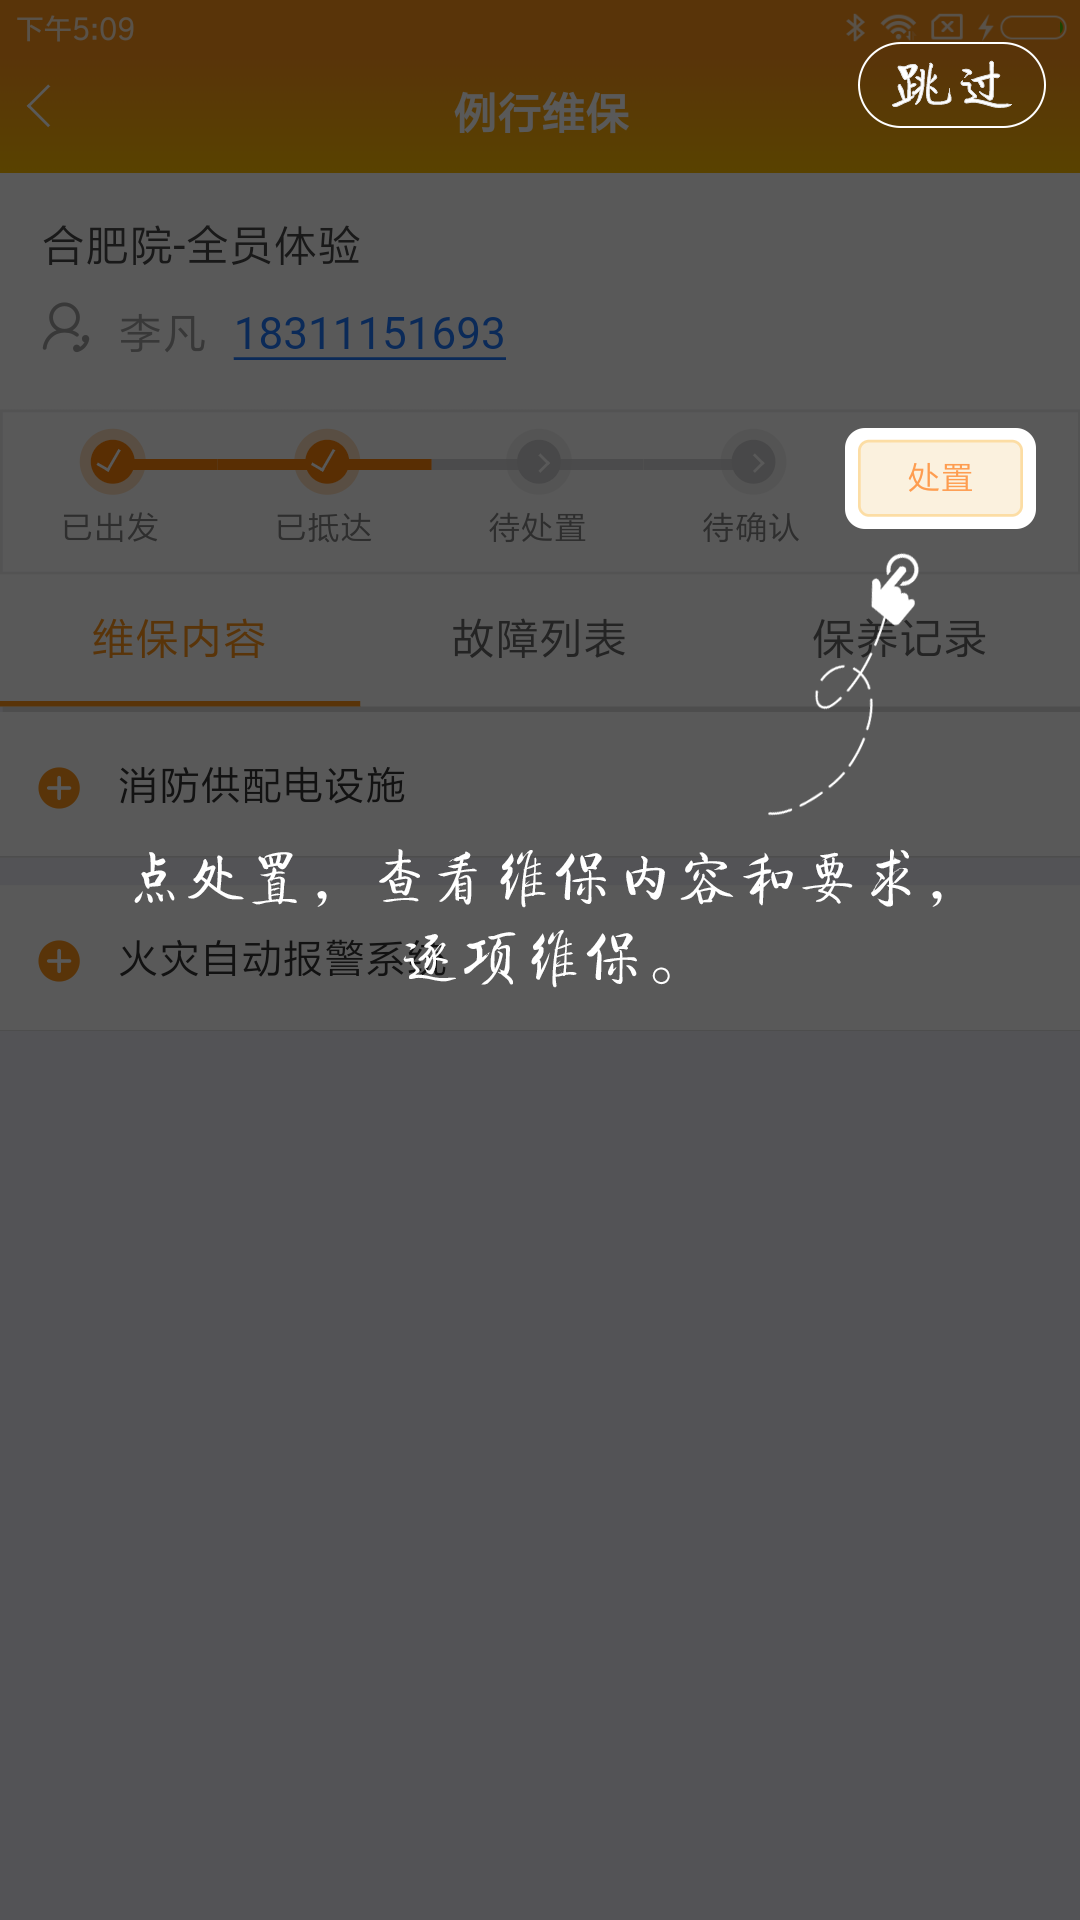 下午5:09
跳过
例行维保
合肥院-全员体验
李凡 18311151693
已出发 已抵达 待处置 待确认 处置
维保内容 故障列表 保养记录
消防供配电设施
点处置，查看维保内容和要求，
火灾自动报警系统
逐项维保。